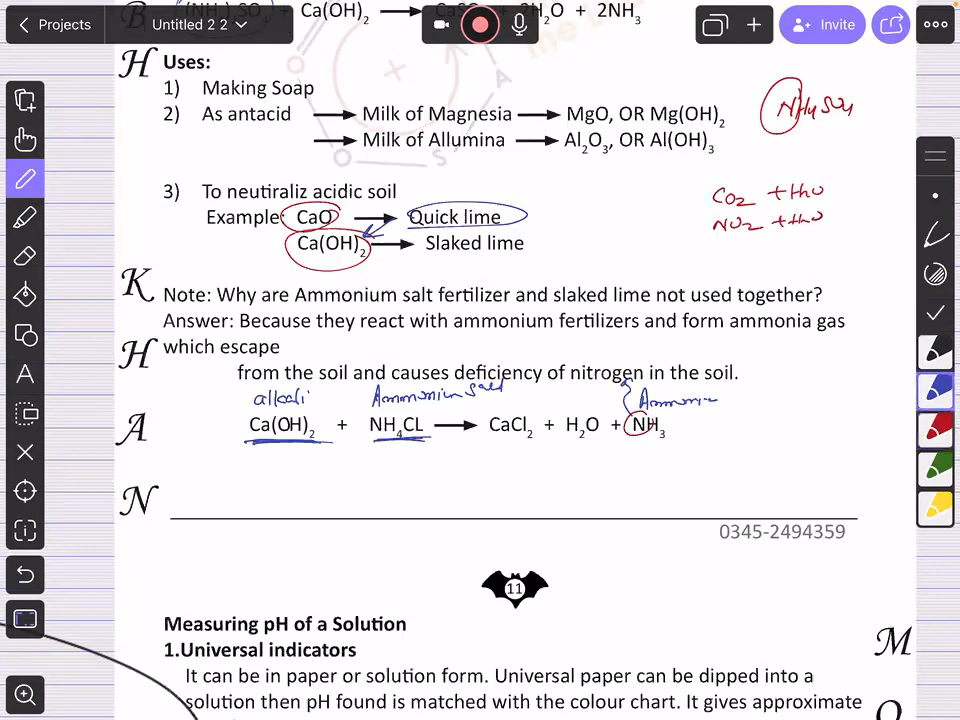 Projects Untitled 2 2 Invite
(NH4)2SO4 + Ca(OH)2 → CaSO4 + 2H2O + 2NH3
H
Uses:
1) Making Soap
2) As antacid → Milk of Magnesia → MgO, OR Mg(OH)2
→ Milk of Allumina → Al2O3, OR Al(OH)3
NH4SO4
3) To neutializ acidic soil
Example: CaO → Quick lime
Ca(OH)2 → Slaked lime
CO2 + H2O
NO2 + H2O
K
Note: Why are Ammonium salt fertilizer and slaked lime not used together?
Answer: Because they react with ammonium fertilizers and form ammonia gas
H
which escape
from the soil and causes deficiency of nitrogen in the soil.
alkali Ammonium salt Ammonia
A
Ca(OH)2 + NH4CL → CaCl2 + H2O + NH3
N
0345-2494359
11
Measuring pH of a Solution
M
1.Universal indicators
It can be in paper or solution form. Universal paper can be dipped into a
solution then pH found is matched with the colour chart. It gives approximate
A
S